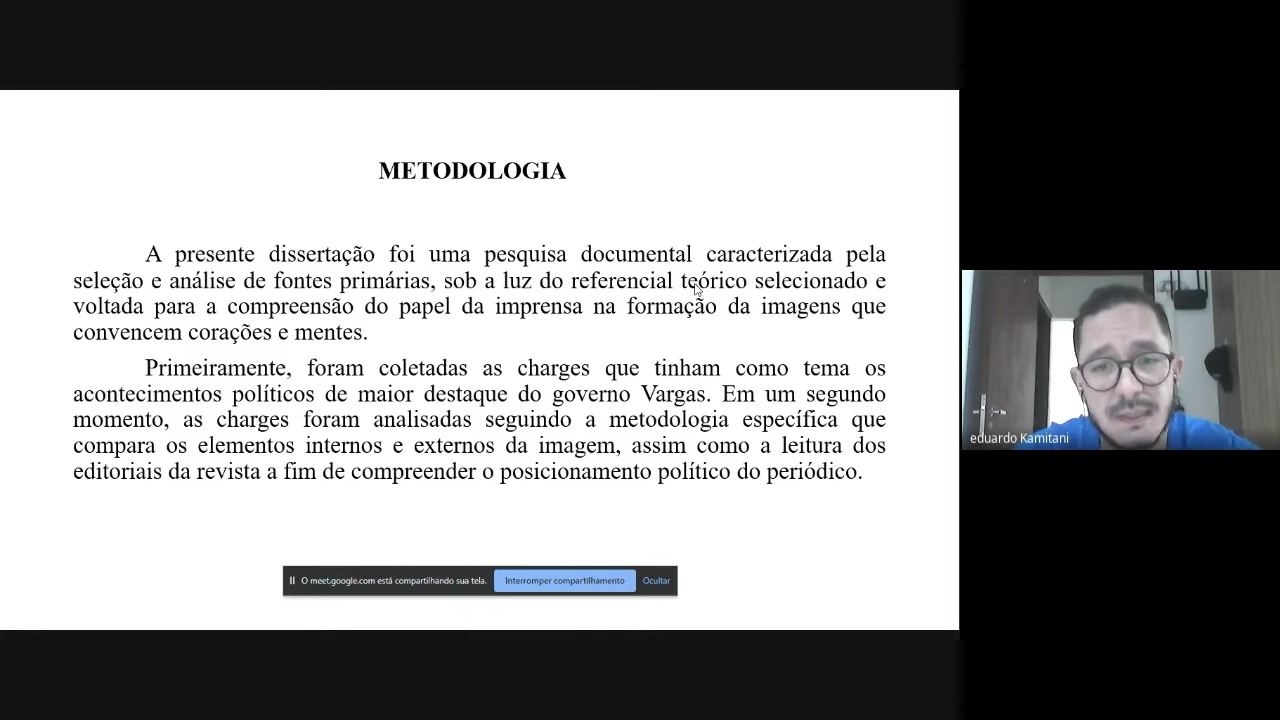 METODOLOGIA
A presente dissertação foi uma pesquisa documental caracterizada pela
seleção e análise de fontes primárias, sob a luz do referencial teórico selecionado e
voltada para a compreensão do papel da imprensa na formação da imagens que
convencem corações e mentes.
Primeiramente, foram coletadas as charges que tinham como tema os
acontecimentos políticos de maior destaque do governo Vargas. Em um segundo
momento, as charges foram analisadas seguindo a metodologia específica que
compara os elementos internos e externos da imagem, assim como a leitura dos
editoriais da revista a fim de compreender o posicionamento político do periódico.
eduardo Kamitani
O meet.google.com está compartilhando sua tela. Interromper compartilhamento Ocultar